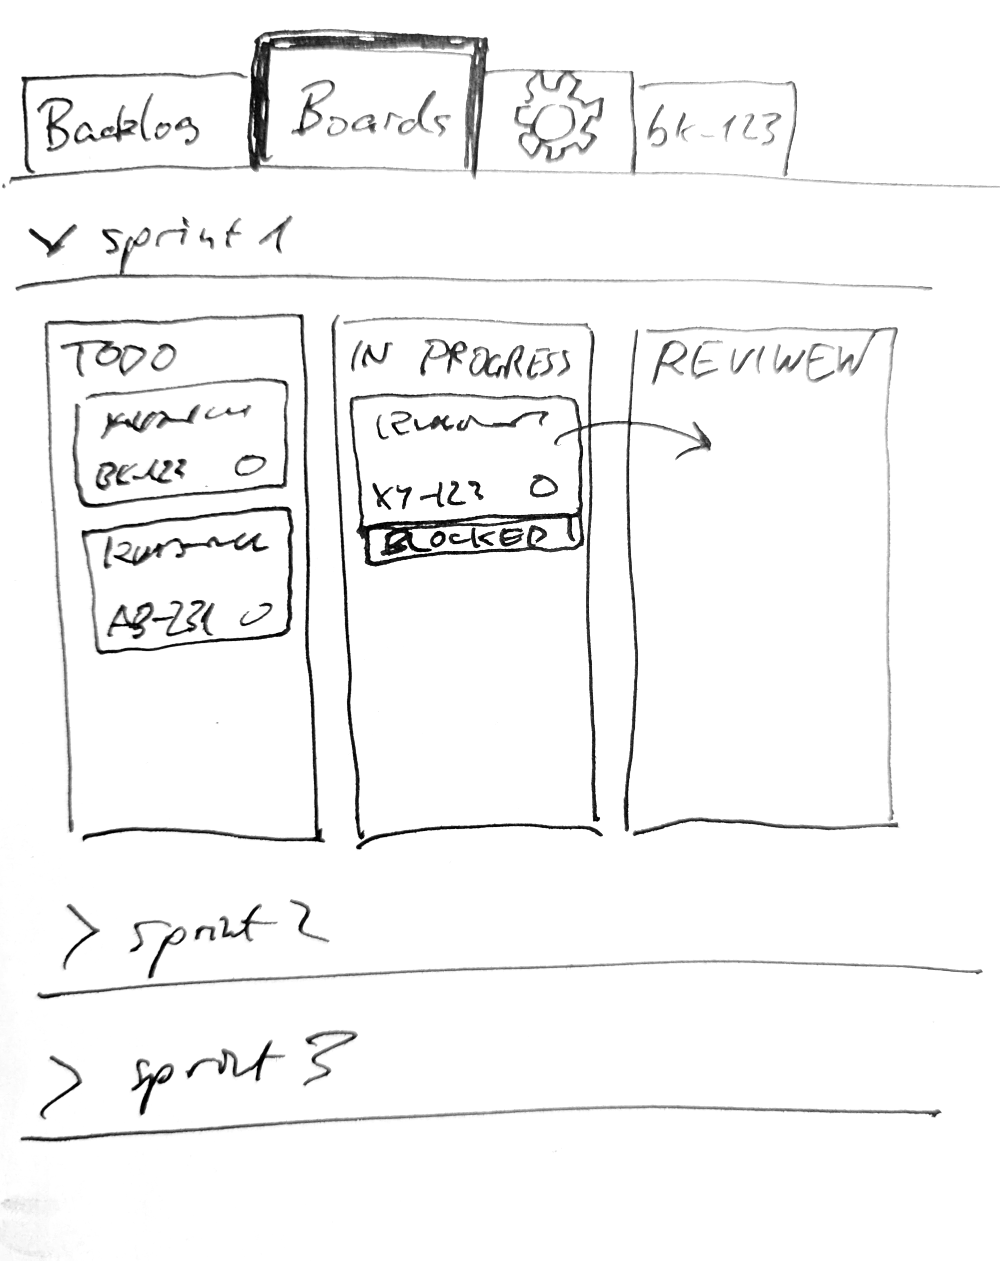 Backlog
Boards
bk-123
sprint 1
TODO
BK-123
AB-231
IN PROGRESS
XY-123
BLOCKED
REVIWEW
sprint 2
sprint 3